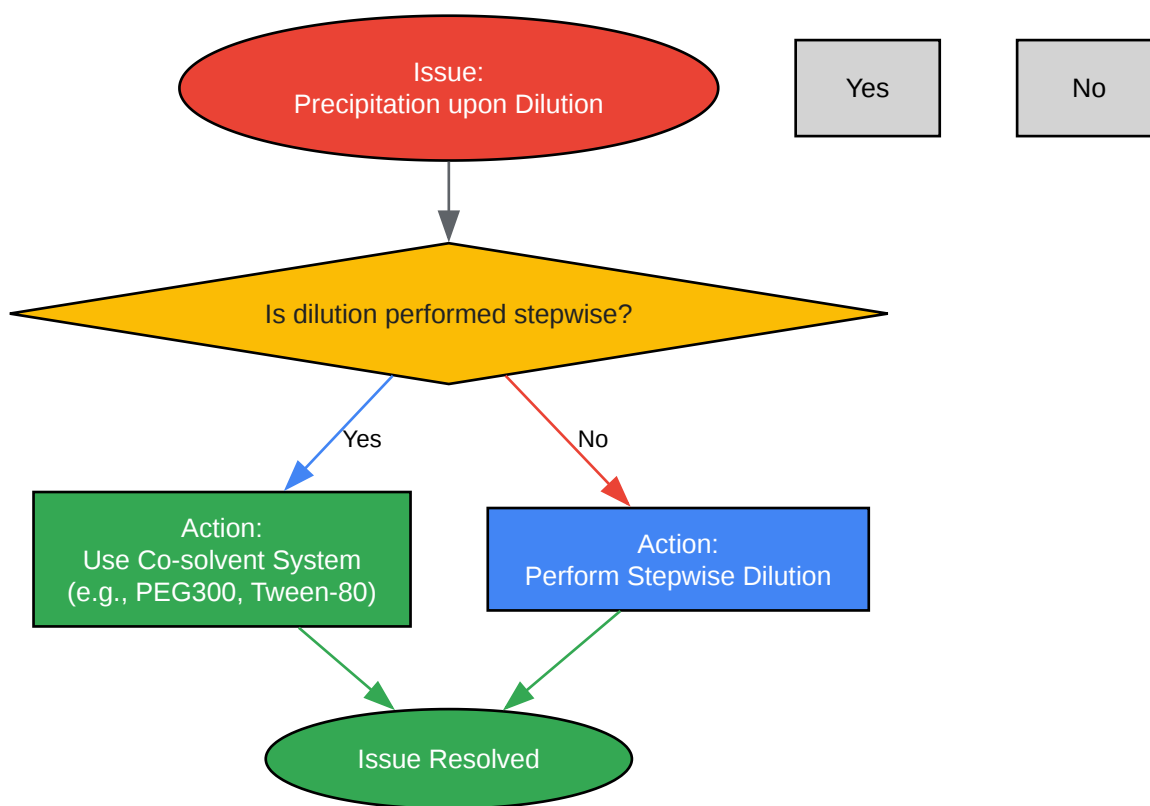 Issue:
Precipitation upon Dilution
Yes
No
Is dilution performed stepwise?
Yes
No
Action:
Use Co-solvent System
(e.g., PEG300, Tween-80)
Action:
Perform Stepwise Dilution
Issue Resolved